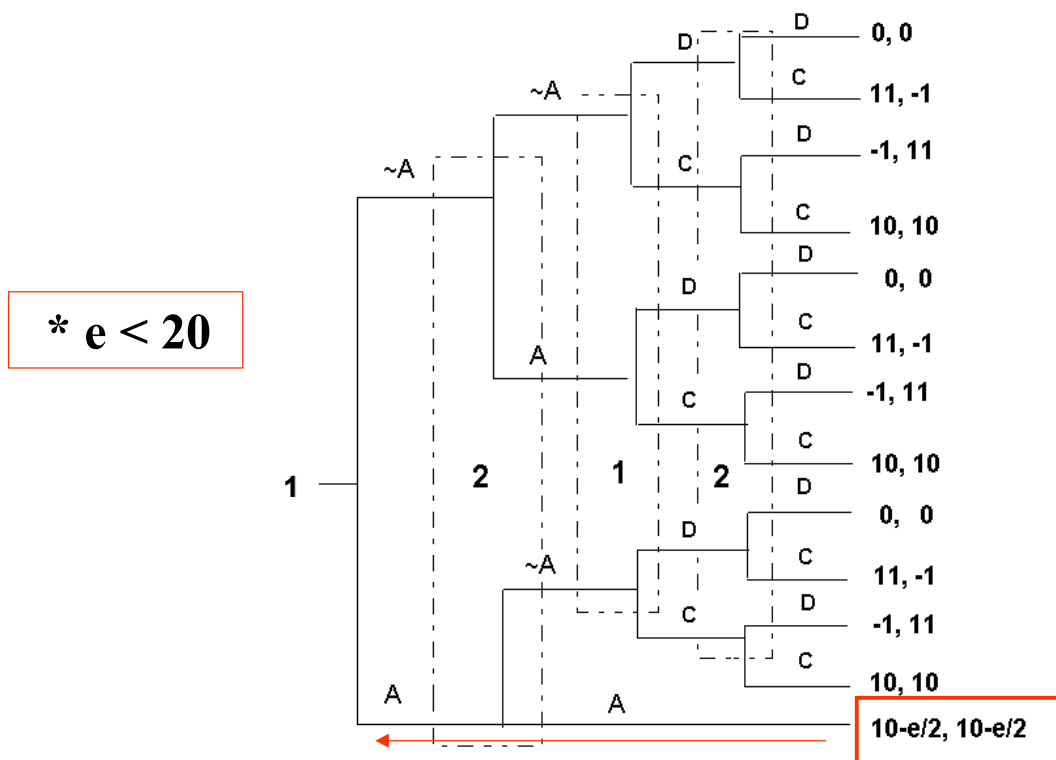 D
0, 0
D
C
~A
11, -1
D
-1, 11
~A
C
C
10, 10
D
0, 0
D
C
* e < 20
11, -1
A
D
-1, 11
C
C
10, 10
1
2
1
2
D
0, 0
D
C
~A
11, -1
D
-1, 11
C
C
10, 10
A
A
10-e/2, 10-e/2